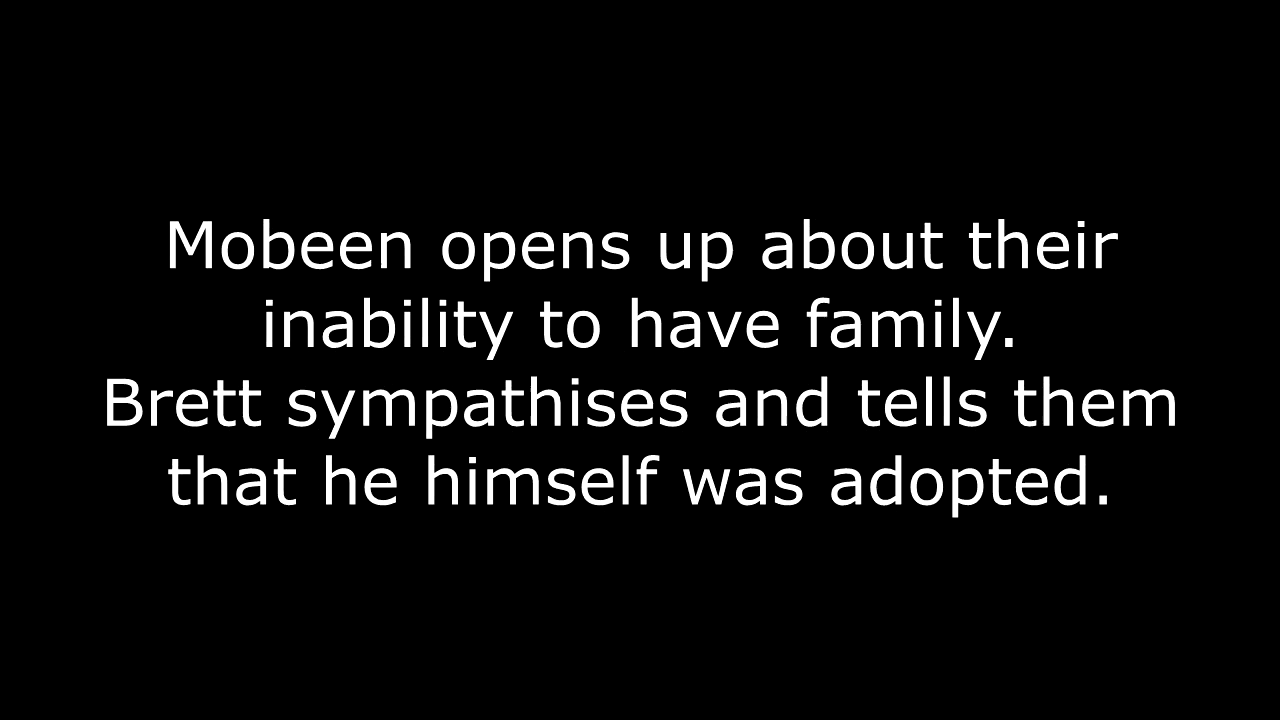 Mobeen opens up about their
inability to have family.
Brett sympathises and tells them
that he himself was adopted.